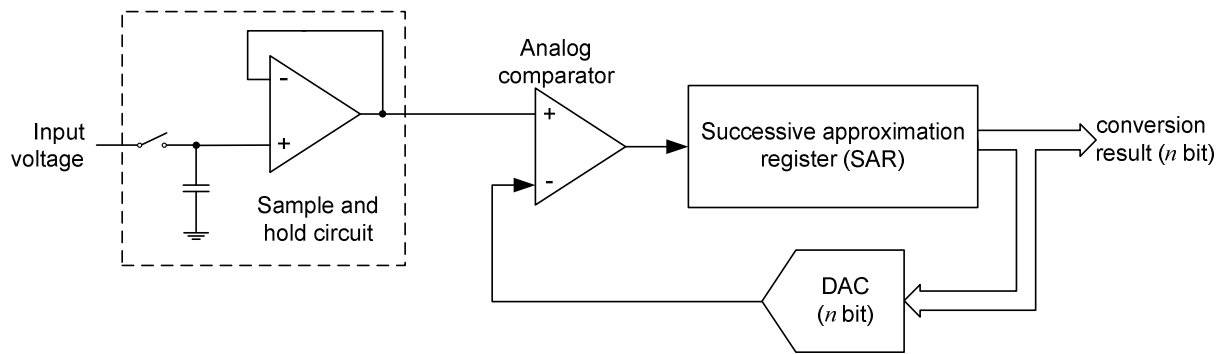 Analog
comparator
-
+
+
-
Input
voltage
Sample and
hold circuit
Successive approximation
register (SAR)
conversion
result (n bit)
DAC
(n bit)